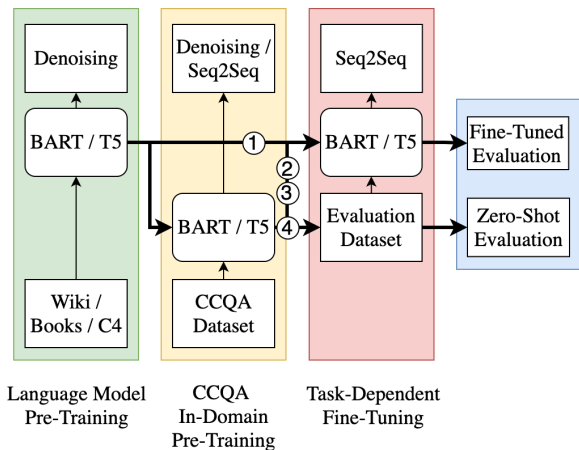 Denoising
BART / T5
Wiki /
Books / C4
Language Model
Pre-Training
Denoising /
Seq2Seq
1
2
3
4
BART / T5
CCQA
Dataset
CCQA
In-Domain
Pre-Training
Seq2Seq
BART / T5
Evaluation
Dataset
Task-Dependent
Fine-Tuning
Fine-Tuned
Evaluation
Zero-Shot
Evaluation